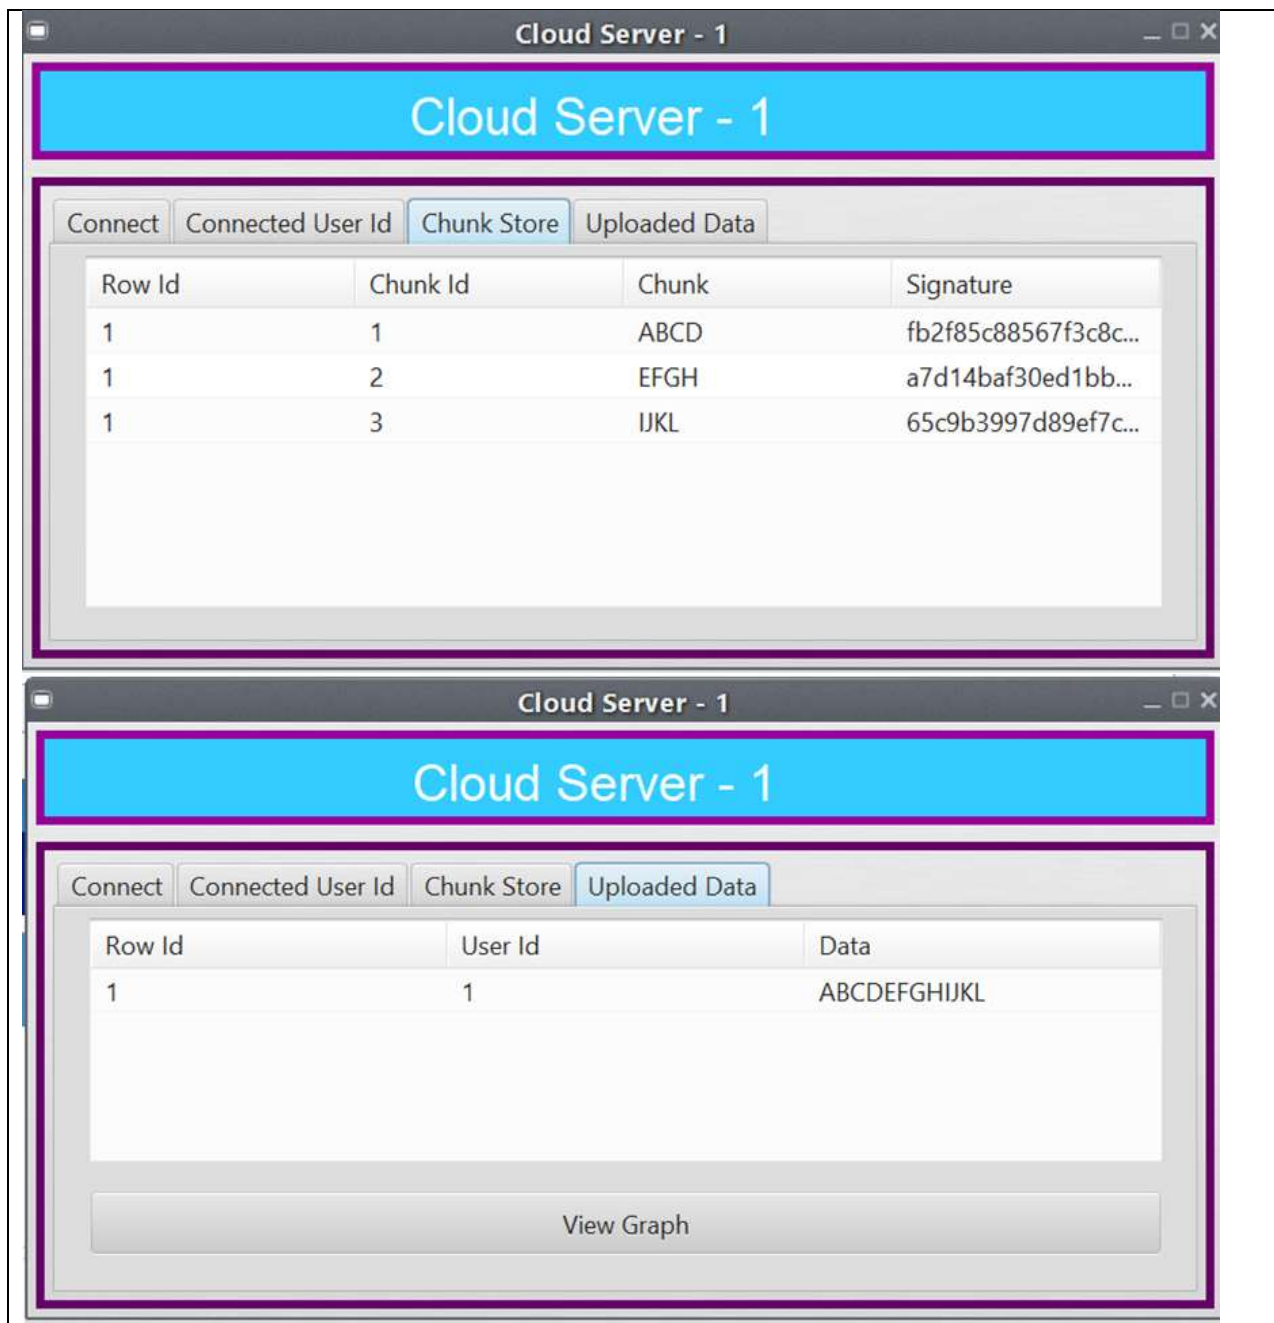 Cloud Server - 1
Cloud Server - 1
Connect Connected User Id Chunk Store Uploaded Data
Row Id Chunk Id Chunk Signature
1 1 ABCD fb2f85c88567f3c8c...
1 2 EFGH a7d14baf30ed1bb...
1 3 IJKL 65c9b3997d89ef7c...
Cloud Server - 1
Cloud Server - 1
Connect Connected User Id Chunk Store Uploaded Data
Row Id User Id Data
1 1 ABCDEFGHIJKL
View Graph